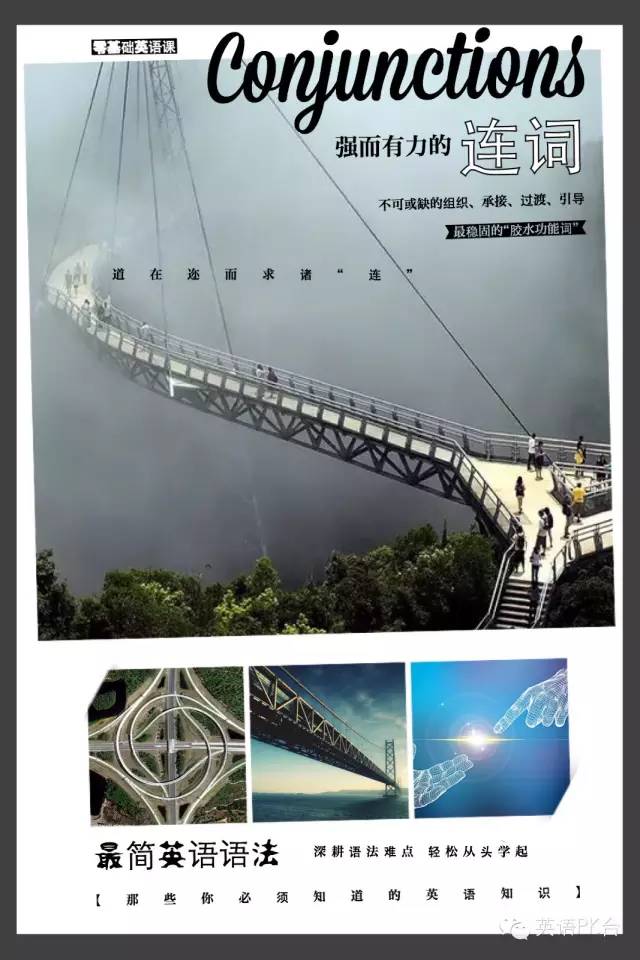 零基础英语课
Conjunctions
强而有力的 连词
不可或缺的组织、承接、过渡、引导
最稳固的“胶水功能词”
道在迩而求诸“连”
最简英语语法 深耕语法难点 轻松从头学起
【那些你必须知道的英语知识】
英语PK台